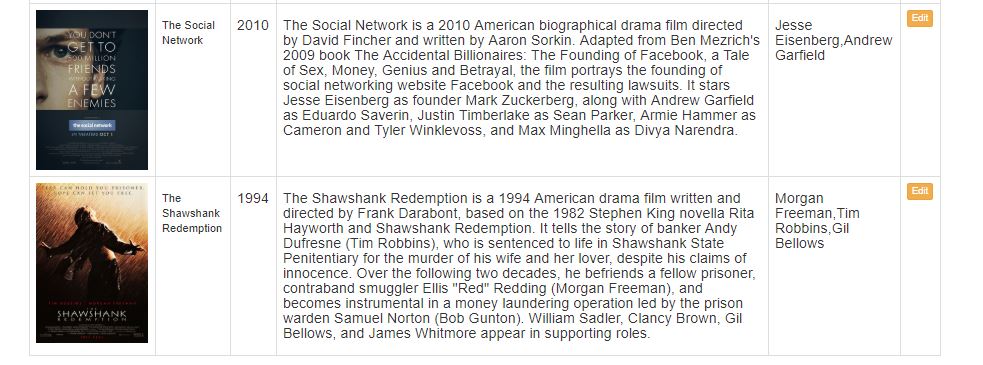 YOU DON'T
GET TO
500 MILLION
FRIENDS
WITHOUT MAKING
A FEW
ENEMIES
the social network
IN THEATERS OCT 1
The Social
Network
2010
The Social Network is a 2010 American biographical drama film directed
by David Fincher and written by Aaron Sorkin. Adapted from Ben Mezrich's
2009 book The Accidental Billionaires: The Founding of Facebook, a Tale
of Sex, Money, Genius and Betrayal, the film portrays the founding of
social networking website Facebook and the resulting lawsuits. It stars
Jesse Eisenberg as founder Mark Zuckerberg, along with Andrew Garfield
as Eduardo Saverin, Justin Timberlake as Sean Parker, Armie Hammer as
Cameron and Tyler Winklevoss, and Max Minghella as Divya Narendra.
Jesse
Eisenberg,Andrew
Garfield
Edit
FEAR CAN HOLD YOU PRISONER.
HOPE CAN SET YOU FREE.
TIM ROBBINS MORGAN FREEMAN
SHAWSHANK
REDEMPTION
The
Shawshank
Redemption
1994
The Shawshank Redemption is a 1994 American drama film written and
directed by Frank Darabont, based on the 1982 Stephen King novella Rita
Hayworth and Shawshank Redemption. It tells the story of banker Andy
Dufresne (Tim Robbins), who is sentenced to life in Shawshank State
Penitentiary for the murder of his wife and her lover, despite his claims of
innocence. Over the following two decades, he befriends a fellow prisoner,
contraband smuggler Ellis "Red" Redding (Morgan Freeman), and
becomes instrumental in a money laundering operation led by the prison
warden Samuel Norton (Bob Gunton). William Sadler, Clancy Brown, Gil
Bellows, and James Whitmore appear in supporting roles.
Morgan
Freeman,Tim
Robbins,Gil
Bellows
Edit